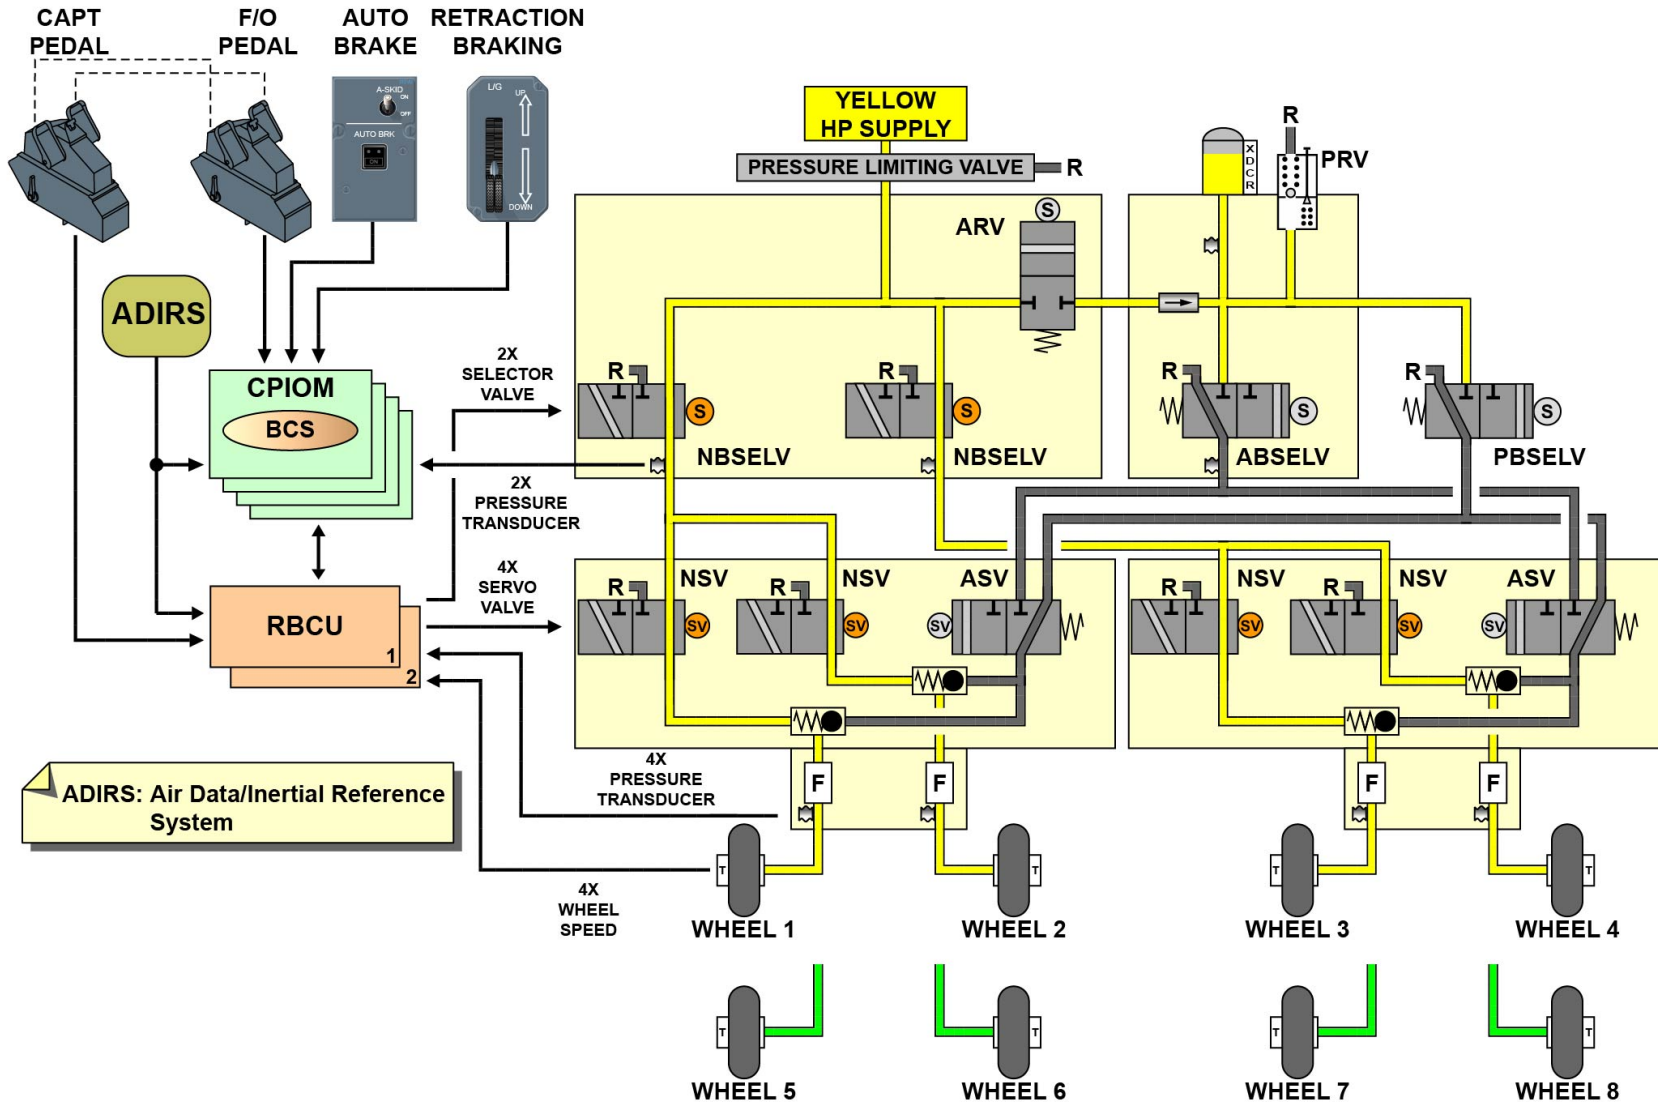 CAPT
PEDAL
F/O
PEDAL
AUTO
BRAKE
RETRACTION
BRAKING
A-SKID
ON
OFF
AUTO BRK
ON
L/G
UP
DOWN
YELLOW
HP SUPPLY
PRESSURE LIMITING VALVE
R
XDCR
R
PRV
ARV
S
ADIRS
CPIOM
BCS
2X
SELECTOR
VALVE
R
S
NBSELV
R
S
NBSELV
R
S
ABSELV
R
S
PBSELV
2X
PRESSURE
TRANSDUCER
RBCU
1
2
4X
SERVO
VALVE
R
NSV
SV
R
NSV
SV
ASV
SV
R
NSV
SV
R
NSV
SV
ASV
SV
4X
PRESSURE
TRANSDUCER
F
F
F
F
ADIRS: Air Data/Inertial Reference
System
4X
WHEEL
SPEED
T
WHEEL 1
T
WHEEL 2
T
WHEEL 3
T
WHEEL 4
T
WHEEL 5
T
WHEEL 6
T
WHEEL 7
T
WHEEL 8